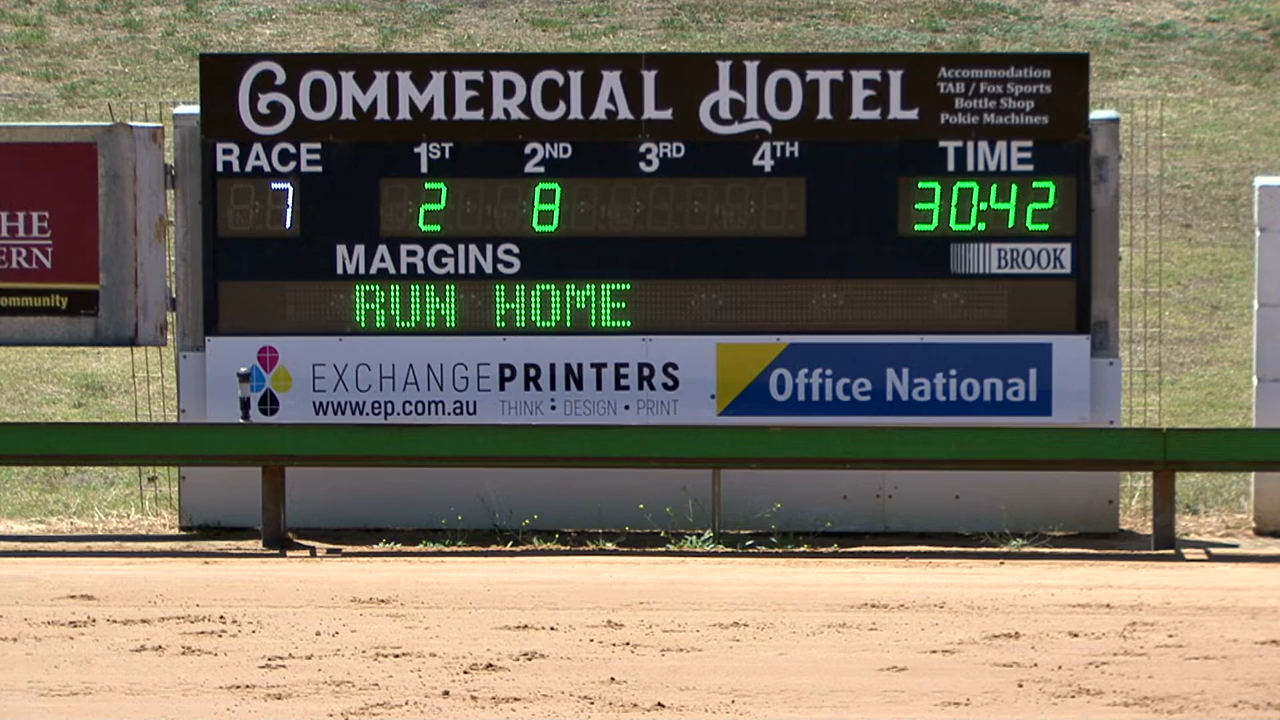 COMMERCIAL HOTEL
Accommodation
TAB / Fox Sports
Bottle Shop
Pokie Machines
RACE 1ST 2ND 3RD 4TH TIME
7 2 8 30:42
MARGINS
BROOK
RUN HOME
HE
ERN
ommunity
EXCHANGEPRINTERS
www.ep.com.au THINK : DESIGN • PRINT
Office National